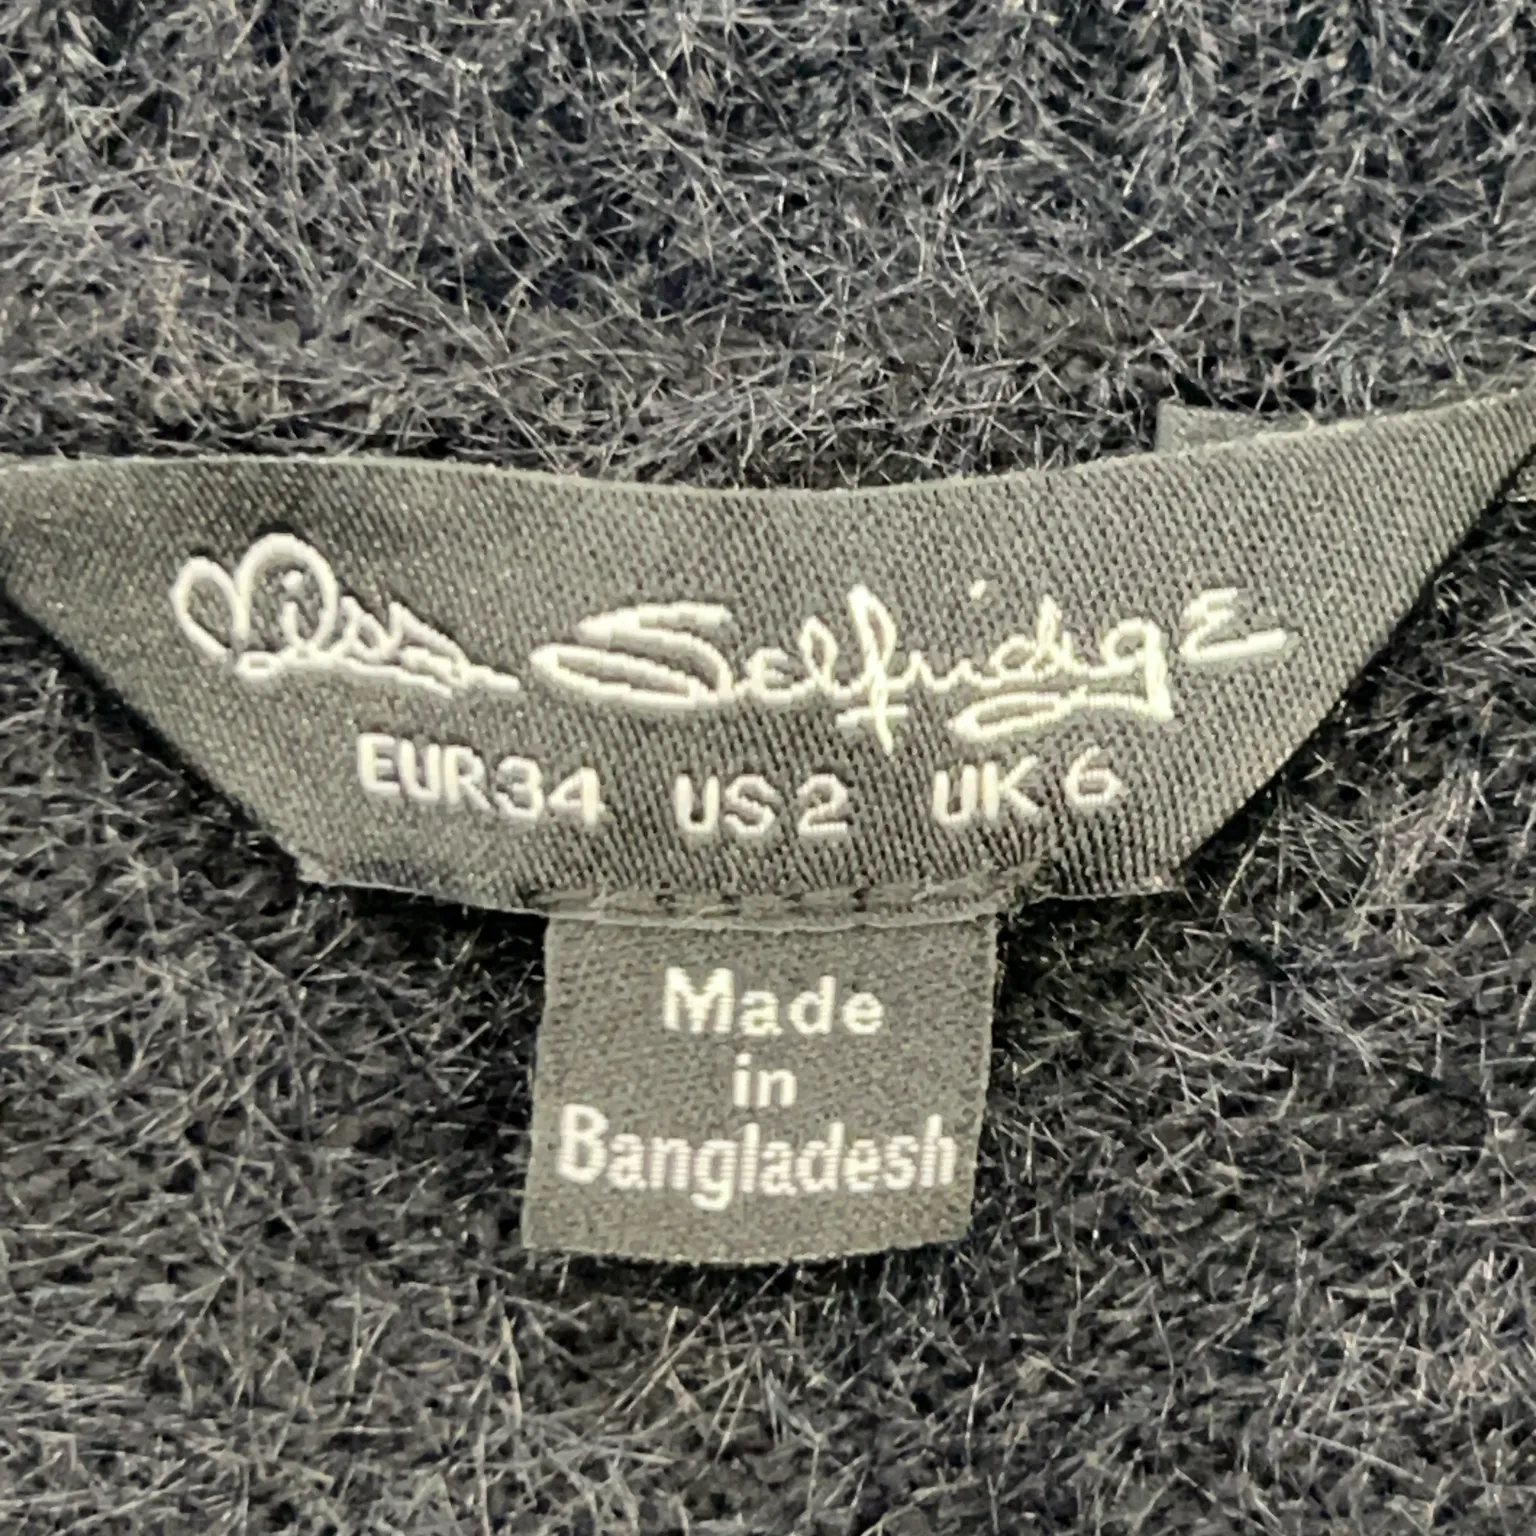 Miss Selfridge
EUR34 US2 UK6
Made
in
Bangladesh